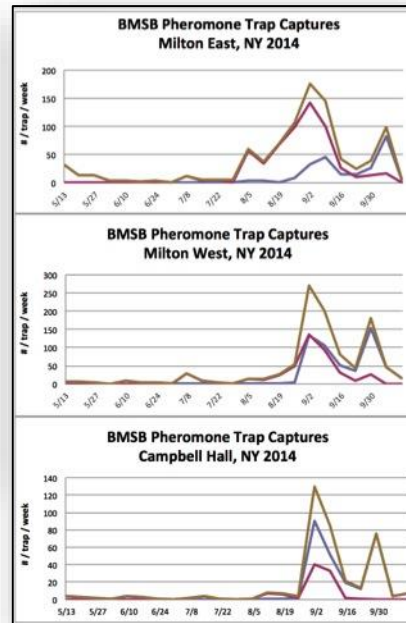 BMSB Pheromone Trap Captures
Milton East, NY 2014
# / trap / week
200
150
100
50
0
5/13 5/27 6/10 6/24 7/8 7/22 8/5 8/19 9/2 9/16 9/30
BMSB Pheromone Trap Captures
Milton West, NY 2014
# / trap / week
300
250
200
150
100
50
0
5/13 5/27 6/10 6/24 7/8 7/22 8/5 8/19 9/2 9/16 9/30
BMSB Pheromone Trap Captures
Campbell Hall, NY 2014
# / trap / week
140
120
100
80
60
40
20
0
5/13 5/27 6/10 6/24 7/8 7/22 8/5 8/19 9/2 9/16 9/30